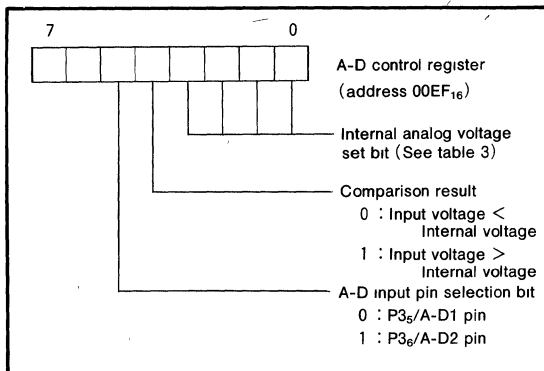 7 0
A-D control register
(address 00EF₁₆)
Internal analog voltage
set bit (See table 3)
Comparison result
0 : Input voltage <
Internal voltage
1 : Input voltage >
Internal voltage
A-D input pin selection bit
0 : P3₅/A-D1 pin
1 : P3₆/A-D2 pin